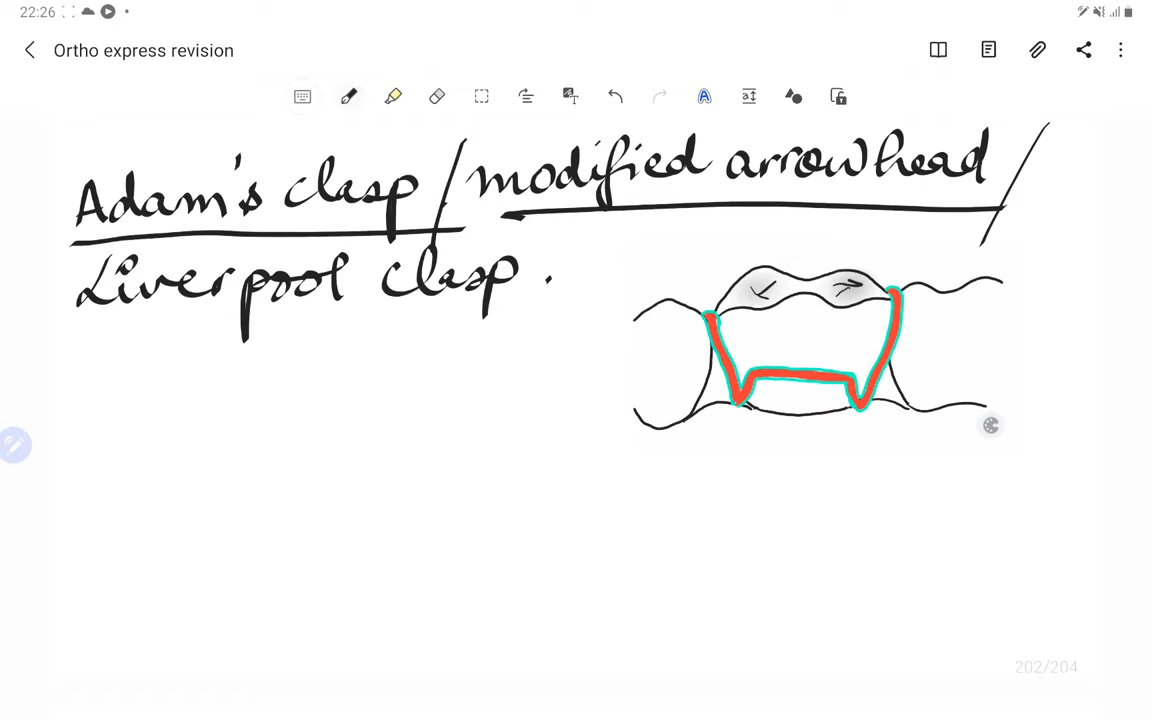 22:26
Ortho express revision
Adam's clasp / modified arrowhead /
Liverpool clasp.
202/204